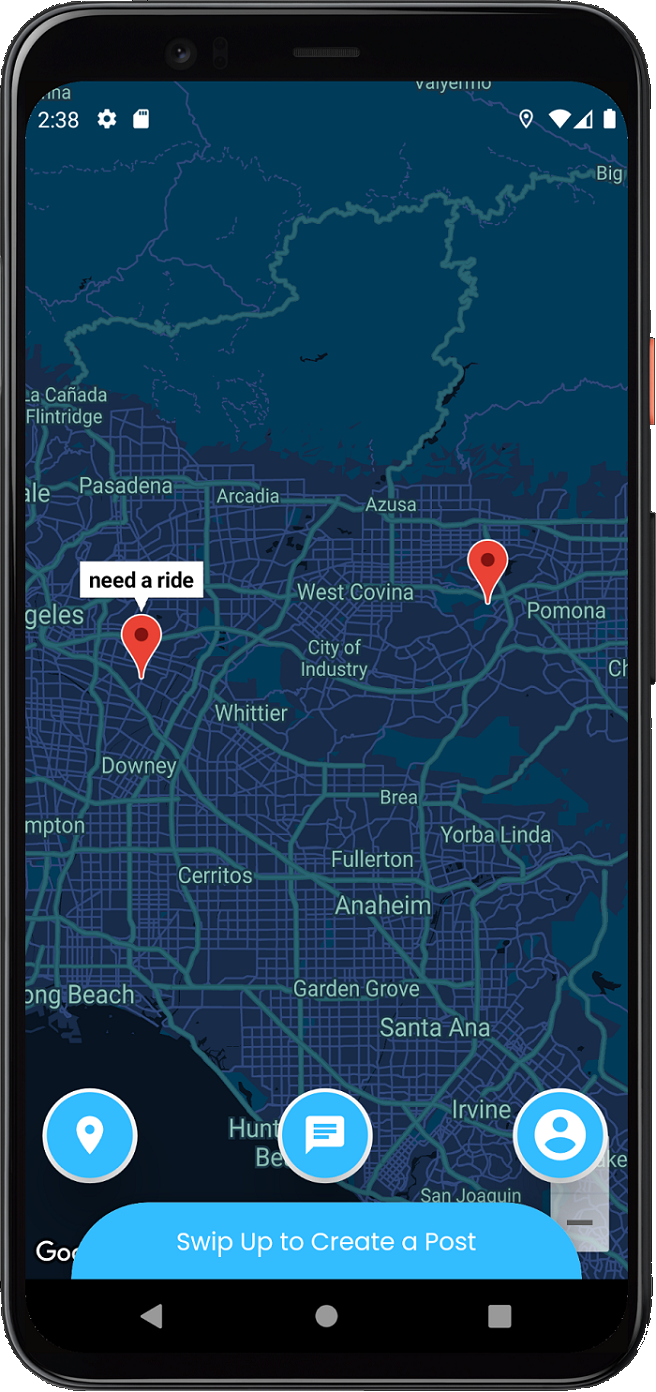 Valyermo
2:38
Big
La Cañada
Flintridge
Pasadena
Arcadia
Azusa
need a ride
West Covina
Pomona
geles
City of
Industry
Whittier
Downey
Brea
mpton
Yorba Linda
Fullerton
Cerritos
Anaheim
ong Beach
Garden Grove
Santa Ana
Irvine
Hunt
Be
San Joaquin
Swip Up to Create a Post
Goo